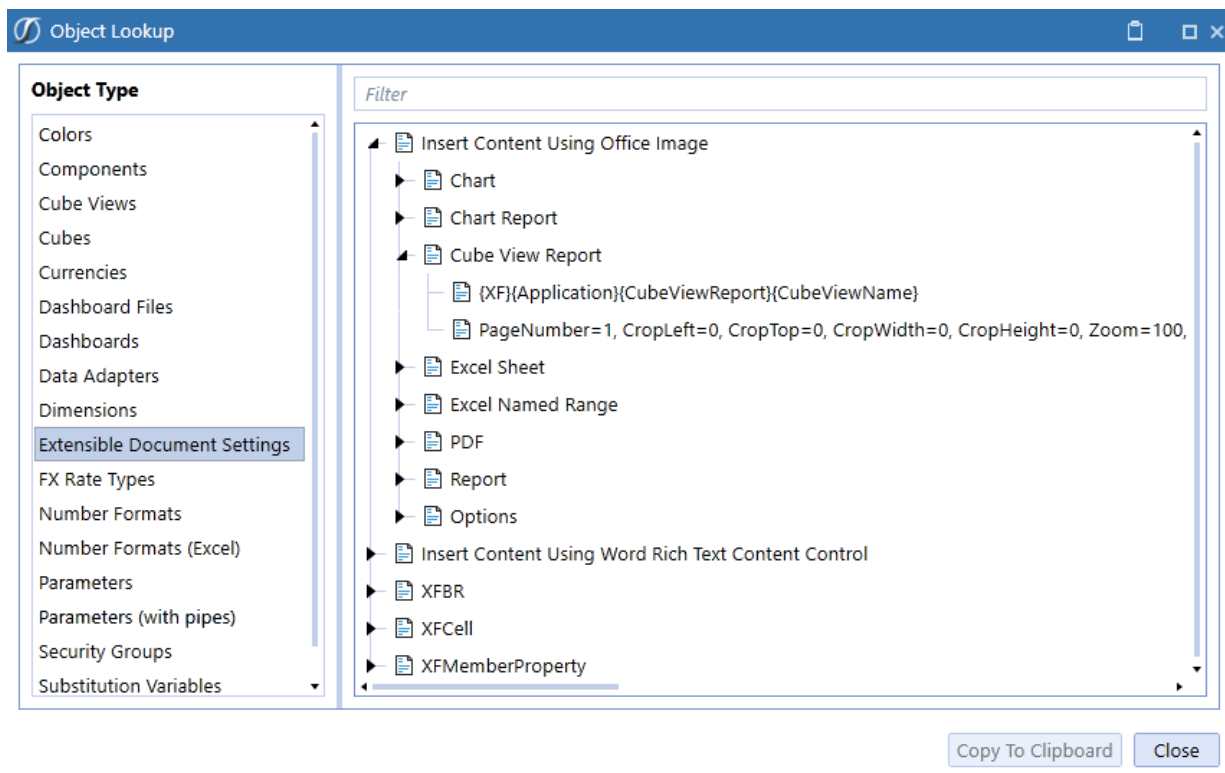 Object Lookup
Object Type
Colors
Components
Cube Views
Cubes
Currencies
Dashboard Files
Dashboards
Data Adapters
Dimensions
Extensible Document Settings
FX Rate Types
Number Formats
Number Formats (Excel)
Parameters
Parameters (with pipes)
Security Groups
Substitution Variables
Filter
Insert Content Using Office Image
Chart
Chart Report
Cube View Report
{XF}{Application}{CubeViewReport}{CubeViewName}
PageNumber=1, CropLeft=0, CropTop=0, CropWidth=0, CropHeight=0, Zoom=100,
Excel Sheet
Excel Named Range
PDF
Report
Options
Insert Content Using Word Rich Text Content Control
XFBR
XFCell
XFMemberProperty
Copy To Clipboard
Close